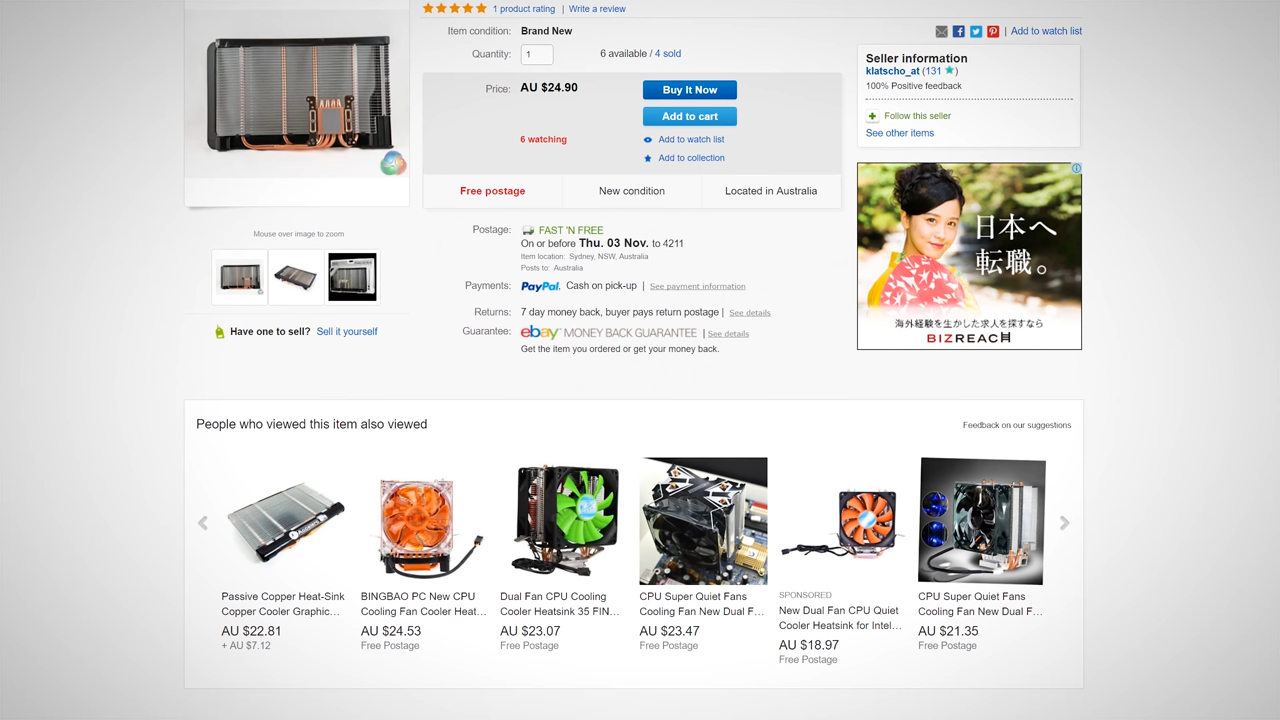 1 product rating | Write a review
Item condition: Brand New
Quantity: 1 6 available / 4 sold
Price: AU $24.90
Buy It Now
Add to cart
6 watching
Add to watch list
Add to collection
Free postage New condition Located in Australia
Postage: FAST 'N FREE
On or before Thu. 03 Nov. to 4211
Item location: Sydney, NSW, Australia
Posts to: Australia
Payments: PayPal, Cash on pick-up | See payment information
Returns: 7 day money back, buyer pays return postage | See details
Guarantee: ebay MONEY BACK GUARANTEE | See details
Get the item you ordered or get your money back.
Mouse over image to zoom
Have one to sell? Sell it yourself
| Add to watch list
Seller information
klatscho_at (131)
100% Positive feedback
Follow this seller
See other items
日本へ
転職。
海外経験を生かした求人を探すなら
BIZREACH
People who viewed this item also viewed
Feedback on our suggestions
Passive Copper Heat-Sink
Copper Cooler Graphic...
AU $22.81
+ AU $7.12
BINGBAO PC New CPU
Cooling Fan Cooler Heat...
AU $24.53
Free Postage
Dual Fan CPU Cooling
Cooler Heatsink 35 FIN...
AU $23.07
Free Postage
CPU Super Quiet Fans
Cooling Fan New Dual F...
AU $23.47
Free Postage
SPONSORED
New Dual Fan CPU Quiet
Cooler Heatsink for Intel...
AU $18.97
Free Postage
CPU Super Quiet Fans
Cooling Fan New Dual F...
AU $21.35
Free Postage